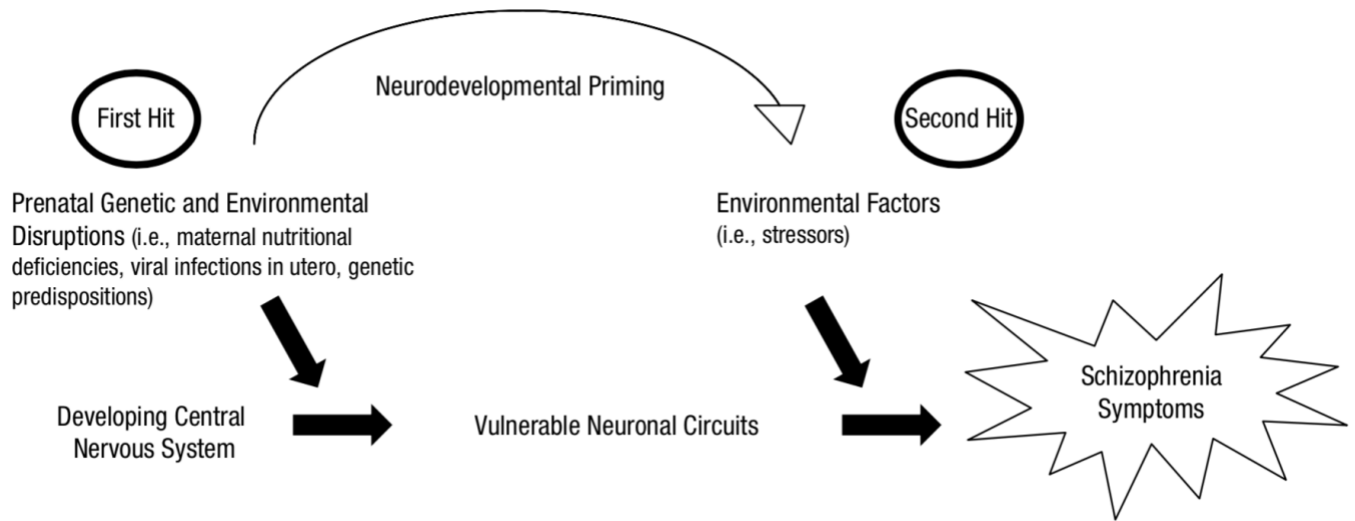 Neurodevelopmental Priming
First Hit
Second Hit
Prenatal Genetic and Environmental
Disruptions (i.e., maternal nutritional
deficiencies, viral infections in utero, genetic
predispositions)
Environmental Factors
(i.e., stressors)
Developing Central
Nervous System
Vulnerable Neuronal Circuits
Schizophrenia
Symptoms